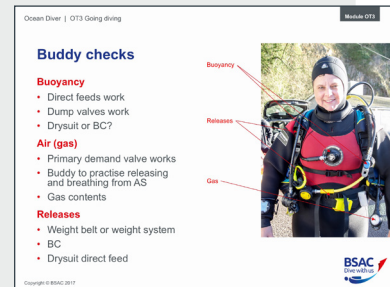 Ocean Diver | OT3 Going diving
Module OT3
Buddy checks
Buoyancy
• Direct feeds work
• Dump valves work
• Drysuit or BC?
Air (gas)
• Primary demand valve works
• Buddy to practise releasing
and breathing from AS
• Gas contents
Releases
• Weight belt or weight system
• BC
• Drysuit direct feed
Buoyancy
Releases
Gas
BSAC
Dive with us
Copyright © BSAC 2017